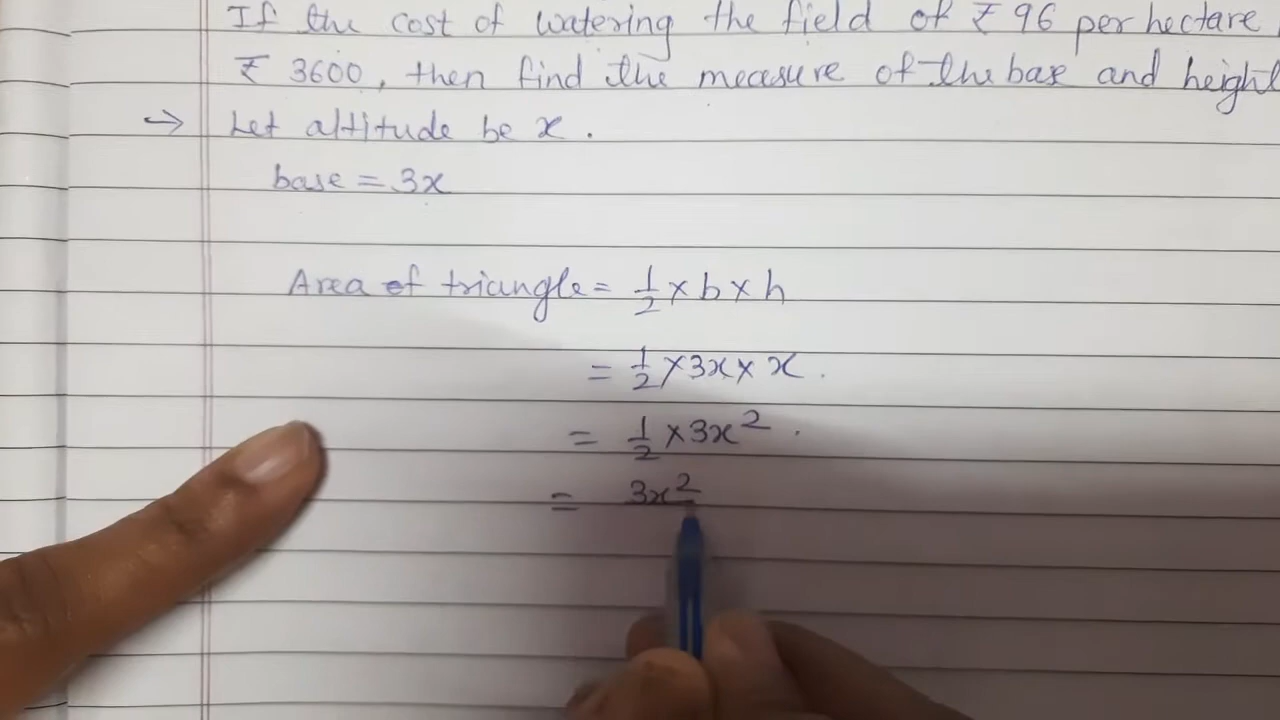 If the cost of watering the field of ₹ 96 per hectare,
₹ 3600, then find the measure of the base and height
→ Let altitude be x.
base = 3x
Area of triangle = 1/2 × b × h
= 1/2 × 3x × x.
= 1/2 × 3x².
= 3x²